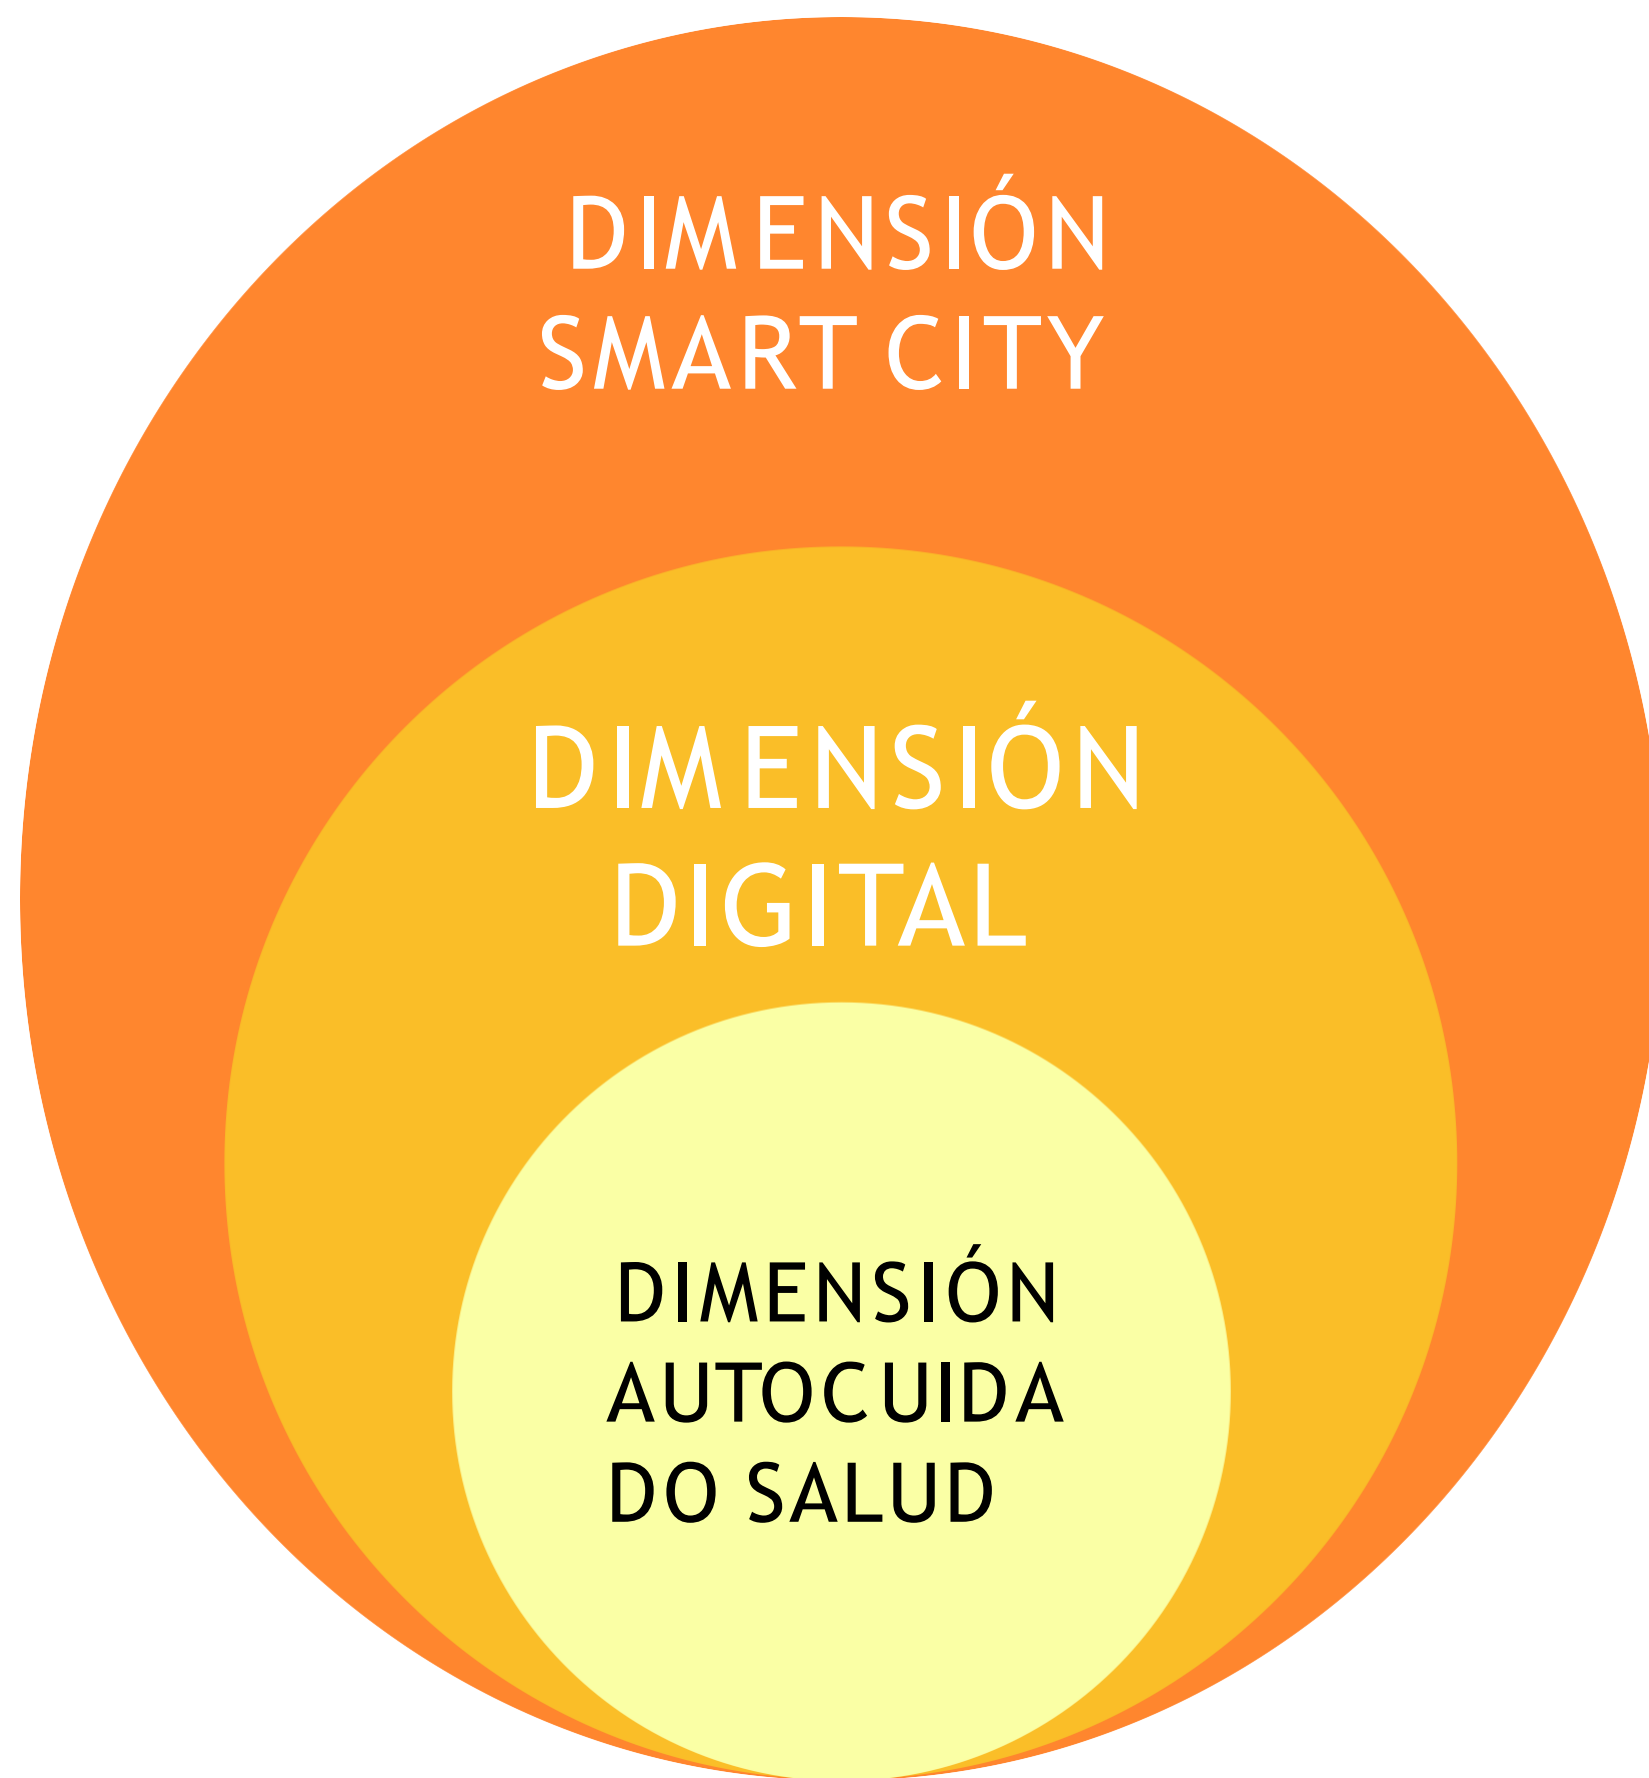 DIMENSIÓN
SMART CITY
DIMENSIÓN
DIGITAL
DIMENSIÓN
AUTOCUIDA
DO SALUD